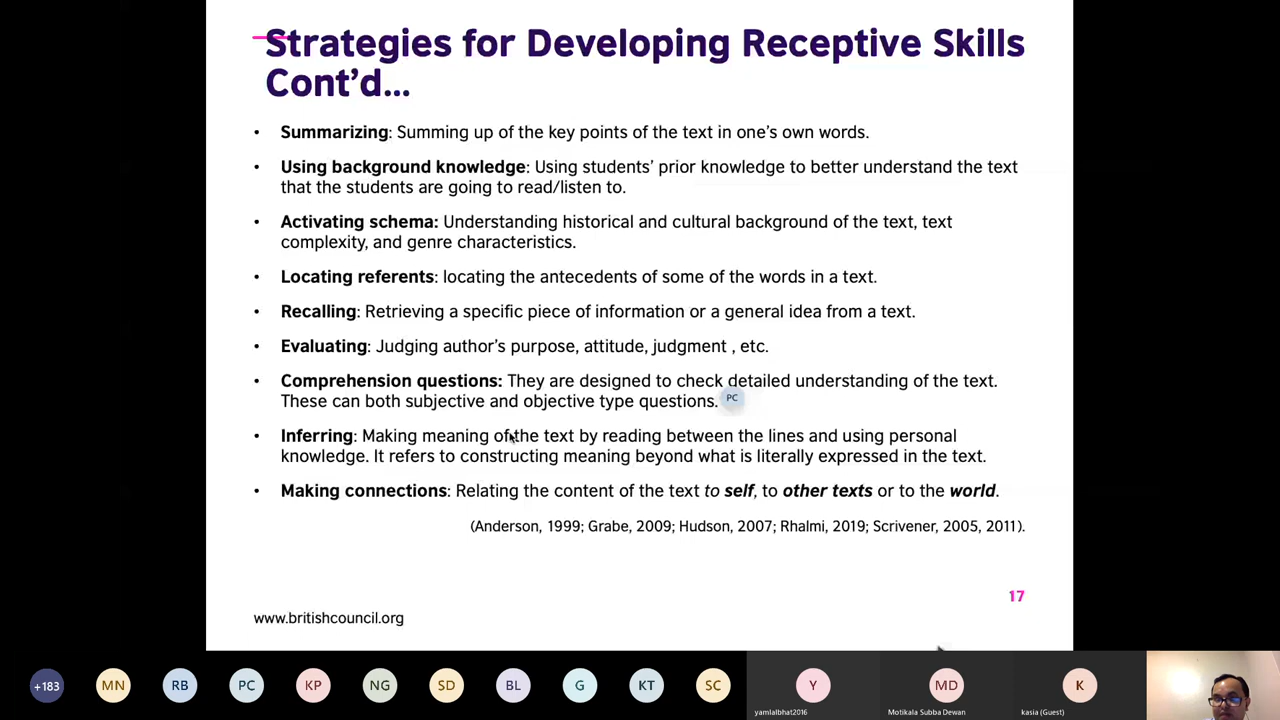 Strategies for Developing Receptive Skills
Cont’d…
• Summarizing: Summing up of the key points of the text in one’s own words.
• Using background knowledge: Using students’ prior knowledge to better understand the text
that the students are going to read/listen to.
• Activating schema: Understanding historical and cultural background of the text, text
complexity, and genre characteristics.
• Locating referents: locating the antecedents of some of the words in a text.
• Recalling: Retrieving a specific piece of information or a general idea from a text.
• Evaluating: Judging author’s purpose, attitude, judgment , etc.
• Comprehension questions: They are designed to check detailed understanding of the text.
These can both subjective and objective type questions. PC
• Inferring: Making meaning of the text by reading between the lines and using personal
knowledge. It refers to constructing meaning beyond what is literally expressed in the text.
• Making connections: Relating the content of the text to self, to other texts or to the world.
(Anderson, 1999; Grabe, 2009; Hudson, 2007; Rhalmi, 2019; Scrivener, 2005, 2011).
17
www.britishcouncil.org
+183 MN RB PC KP NG SD BL G KT SC Y MD K
yamlalbhat2016 Motikala Subba Dewan kasia (Guest)